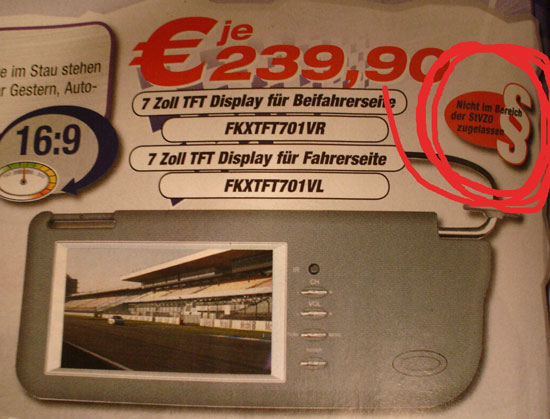 e im Stau stehen
r Gestern, Auto-
je
€239,90
7 Zoll TFT Display für Beifahrerseite
FKXTFT701VR
7 Zoll TFT Display für Fahrerseite
FKXTFT701VL
16:9
Nicht im Bereich
der StVZO
zugelassen
§
CH
VOL